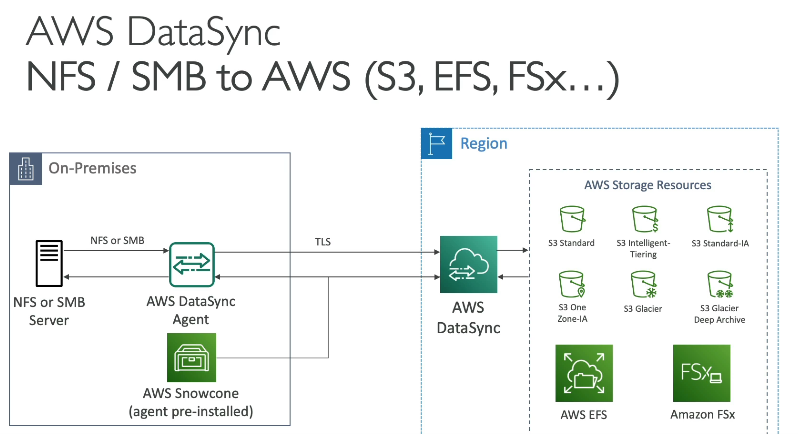 AWS DataSync
NFS / SMB to AWS (S3, EFS, FSx…)
On-Premises
NFS or SMB
NFS or SMB
Server
AWS DataSync
Agent
AWS Snowcone
(agent pre-installed)
TLS
Region
AWS
DataSync
AWS Storage Resources
S3 Standard
S3 Intelligent-
Tiering
S3 Standard-IA
S3 One
Zone-IA
S3 Glacier
S3 Glacier
Deep Archive
FSx
AWS EFS
Amazon FSx